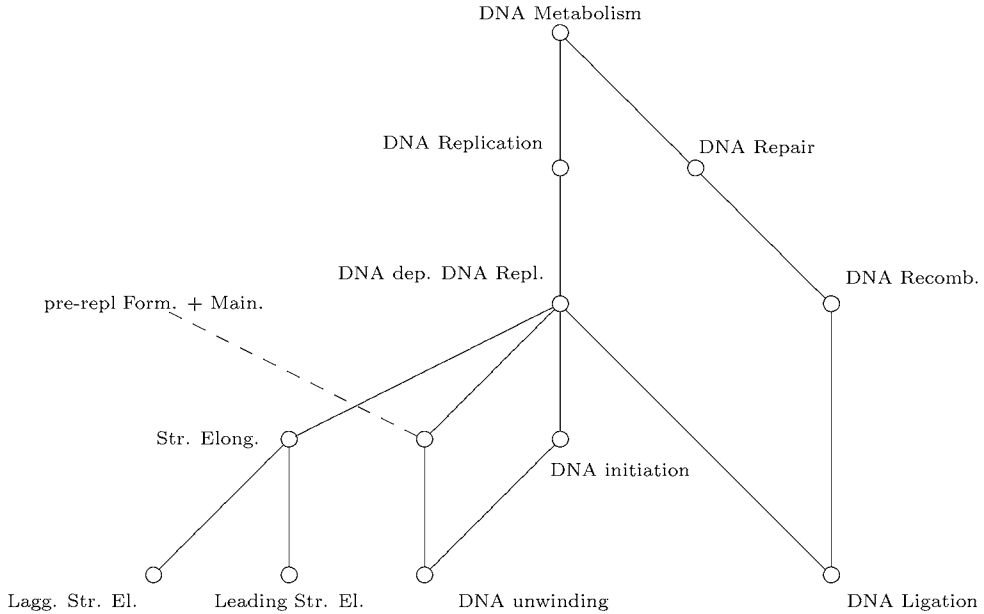 DNA Metabolism
DNA Replication
DNA Repair
DNA dep. DNA Repl.
DNA Recomb.
pre-repl Form. + Main.
Str. Elong.
DNA initiation
Lagg. Str. El.
Leading Str. El.
DNA unwinding
DNA Ligation